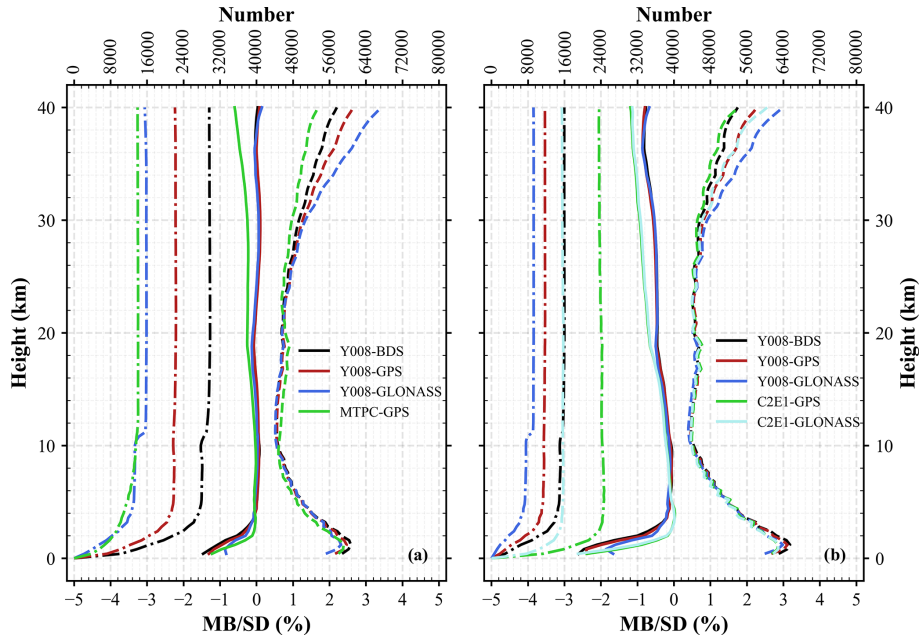 Number
Number
0 8000 16000 24000 32000 40000 48000 56000 64000 72000 80000
0 8000 16000 24000 32000 40000 48000 56000 64000 72000 80000
40
30
20
10
0
Height (km)
Y008-BDS
Y008-GPS
Y008-GLONASS
MTPC-GPS
(a)
−5 −4 −3 −2 −1 0 1 2 3 4 5
MB/SD (%)
Y008-BDS
Y008-GPS
Y008-GLONASS
C2E1-GPS
C2E1-GLONASS
(b)
40
30
20
10
0
Height (km)
−5 −4 −3 −2 −1 0 1 2 3 4 5
MB/SD (%)